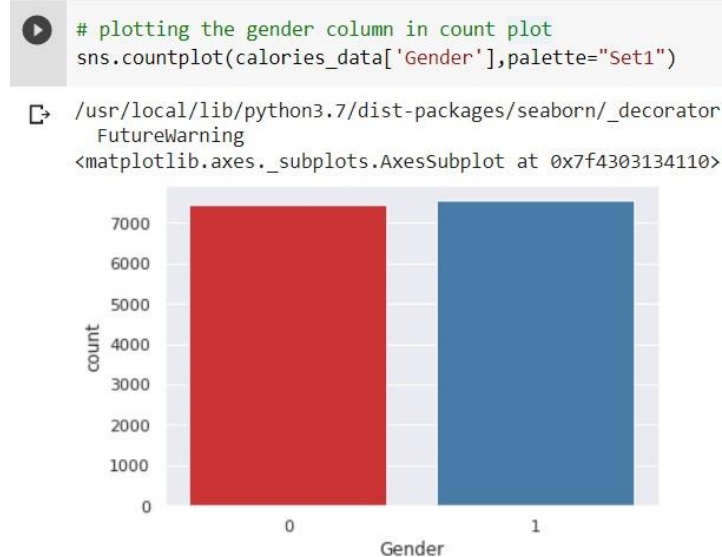 # plotting the gender column in count plot
sns.countplot(calories_data['Gender'],palette="Set1")
/usr/local/lib/python3.7/dist-packages/seaborn/_decorator
FutureWarning
<matplotlib.axes._subplots.AxesSubplot at 0x7f4303134110>
7000
6000
5000
4000
3000
2000
1000
0
count
0 1
Gender